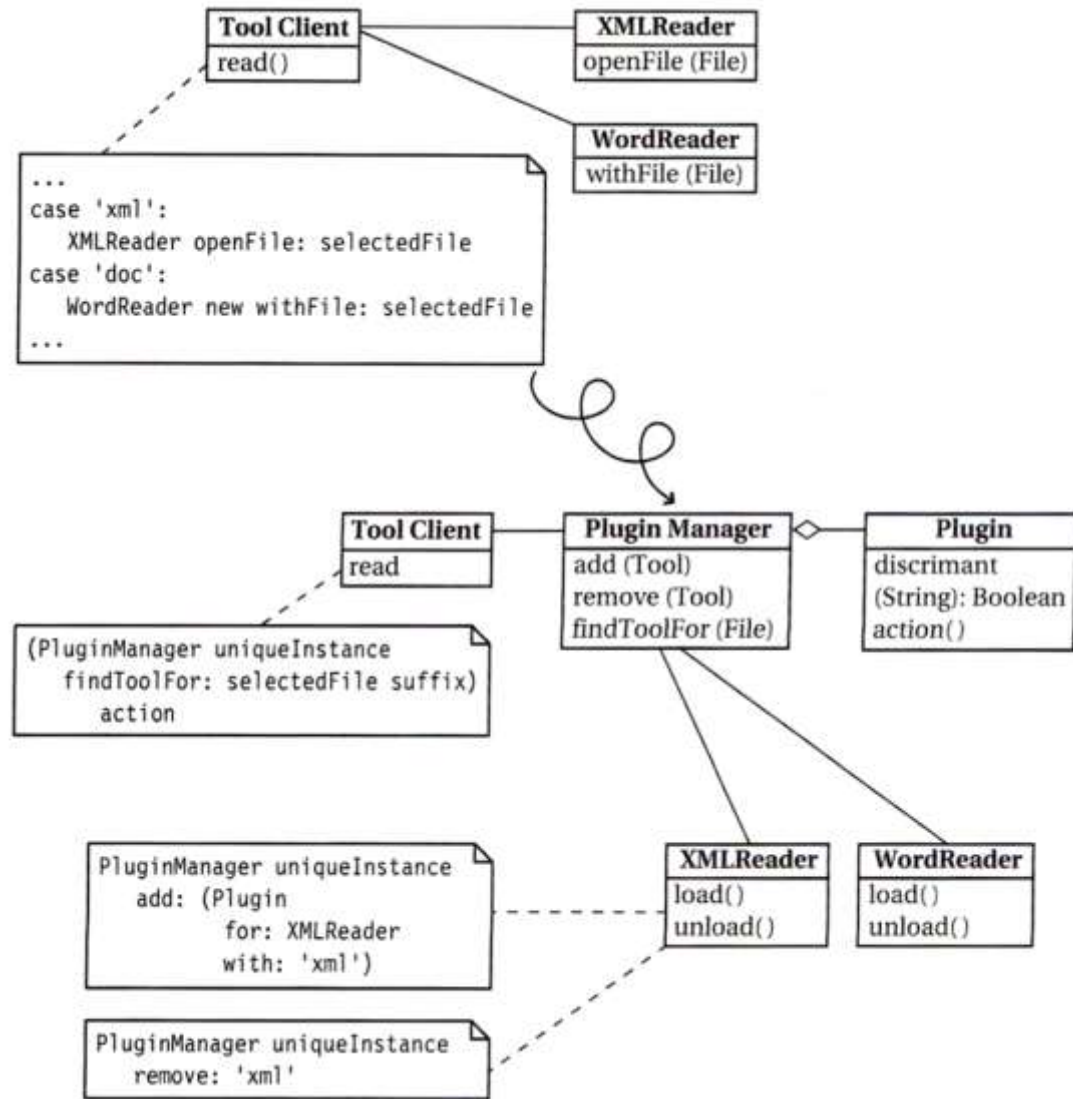 Tool Client
read()
XMLReader
openFile (File)
WordReader
withFile (File)
...
case 'xml':
XMLReader openFile: selectedFile
case 'doc':
WordReader new withFile: selectedFile
...
Tool Client
read
Plugin Manager
add (Tool)
remove (Tool)
findToolFor (File)
Plugin
discrimant
(String): Boolean
action()
(PluginManager uniqueInstance
findToolFor: selectedFile suffix)
action
XMLReader
load()
unload()
WordReader
load()
unload()
PluginManager uniqueInstance
add: (Plugin
for: XMLReader
with: 'xml')
PluginManager uniqueInstance
remove: 'xml'